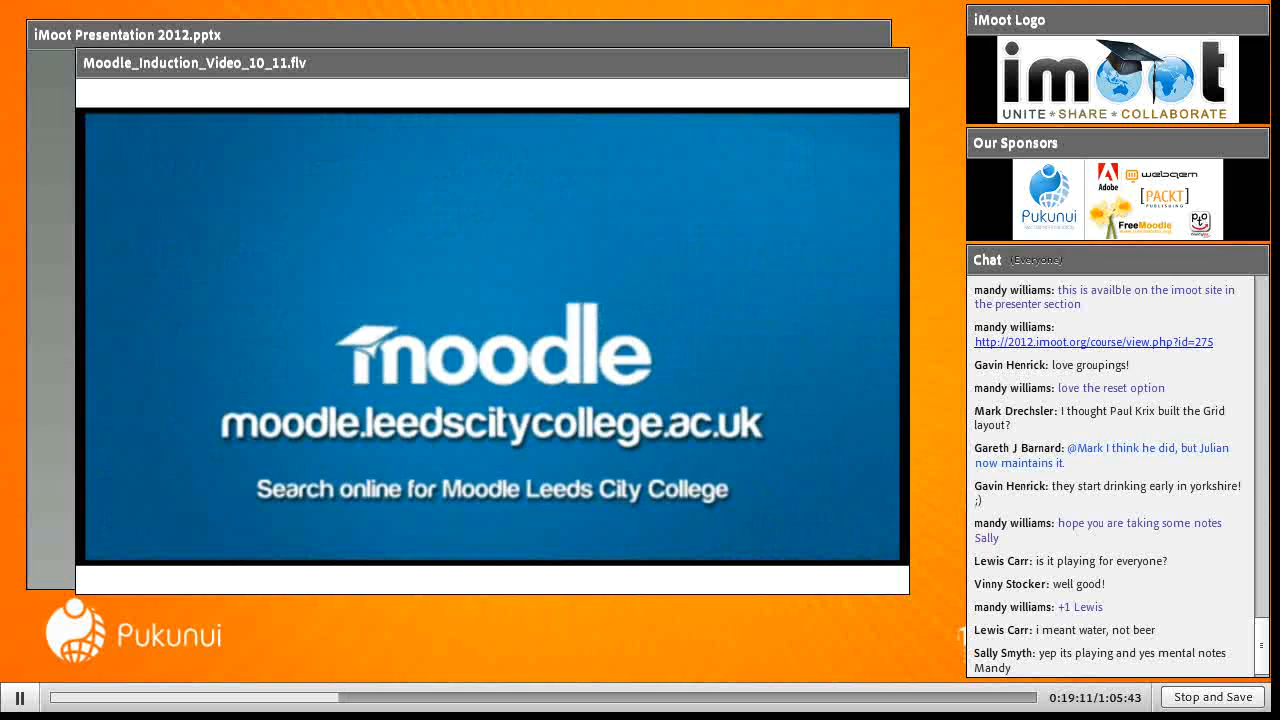 iMoot Presentation 2012.pptx
Moodle_Induction_Video_10_11.flv
moodle
moodle.leedscitycollege.ac.uk
Search online for Moodle Leeds City College
Pukunui
iMoot Logo
imoot
UNITE * SHARE * COLLABORATE
Our Sponsors
Pukunui
Adobe
webqem
[PACKT]
PUBLISHING
FreeMoodle
Chat (Everyone)
mandy williams: this is availble on the imoot site in
the presenter section
mandy williams:
http://2012.imoot.org/course/view.php?id=275
Gavin Henrick: love groupings!
mandy williams: love the reset option
Mark Drechsler: I thought Paul Krix built the Grid
layout?
Gareth J Barnard: @Mark I think he did, but Julian
now maintains it.
Gavin Henrick: they start drinking early in yorkshire!
;)
mandy williams: hope you are taking some notes
Sally
Lewis Carr: is it playing for everyone?
Vinny Stocker: well good!
mandy williams: +1 Lewis
Lewis Carr: i meant water, not beer
Sally Smyth: yep its playing and yes mental notes
Mandy
0:19:11/1:05:43
Stop and Save